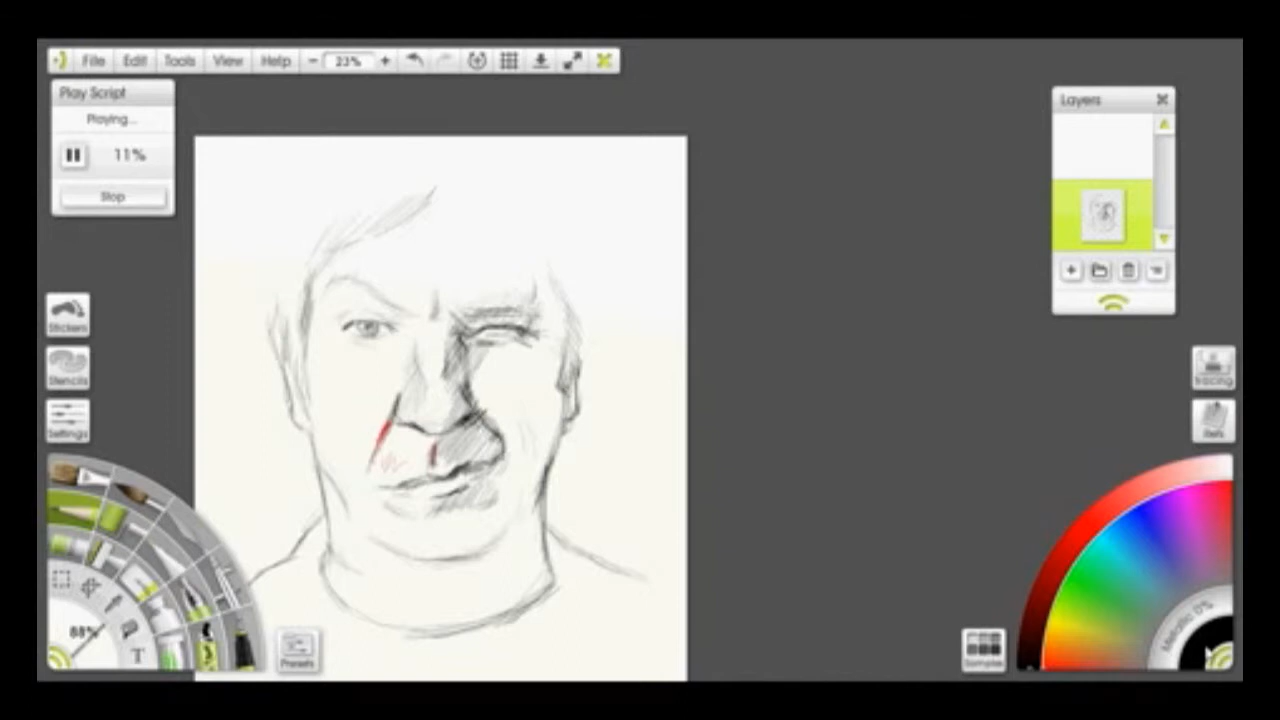 File Edit Tools View Help − 23% +
Play Script
Playing...
11%
Stop
Layers
Stickers
Stencils
Settings
Tracing
Refs
88%
T
Presets
Samples
Metallic 0%